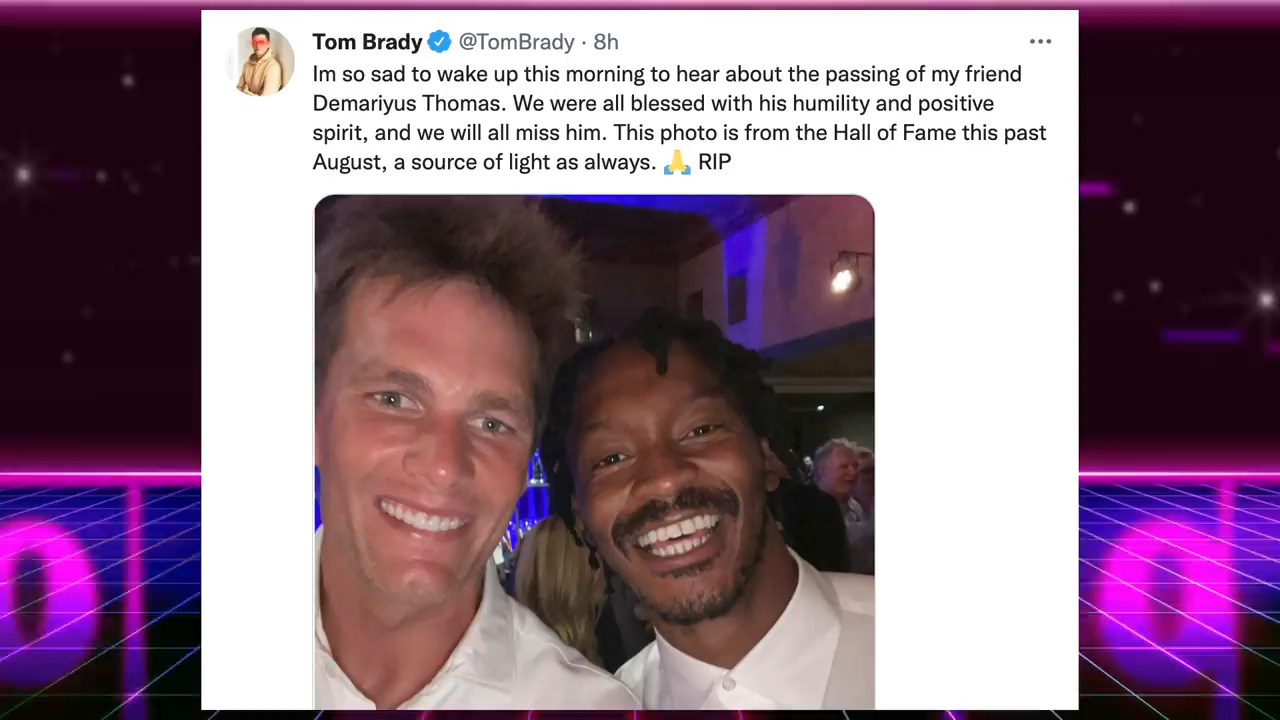 Tom Brady @TomBrady · 8h
Im so sad to wake up this morning to hear about the passing of my friend
Demariyus Thomas. We were all blessed with his humility and positive
spirit, and we will all miss him. This photo is from the Hall of Fame this past
August, a source of light as always. 🙏 RIP